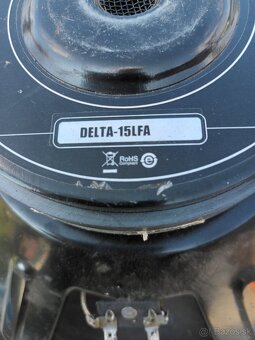 DELTA-15LFA
RoHS
Compliant
e
bazos.sk